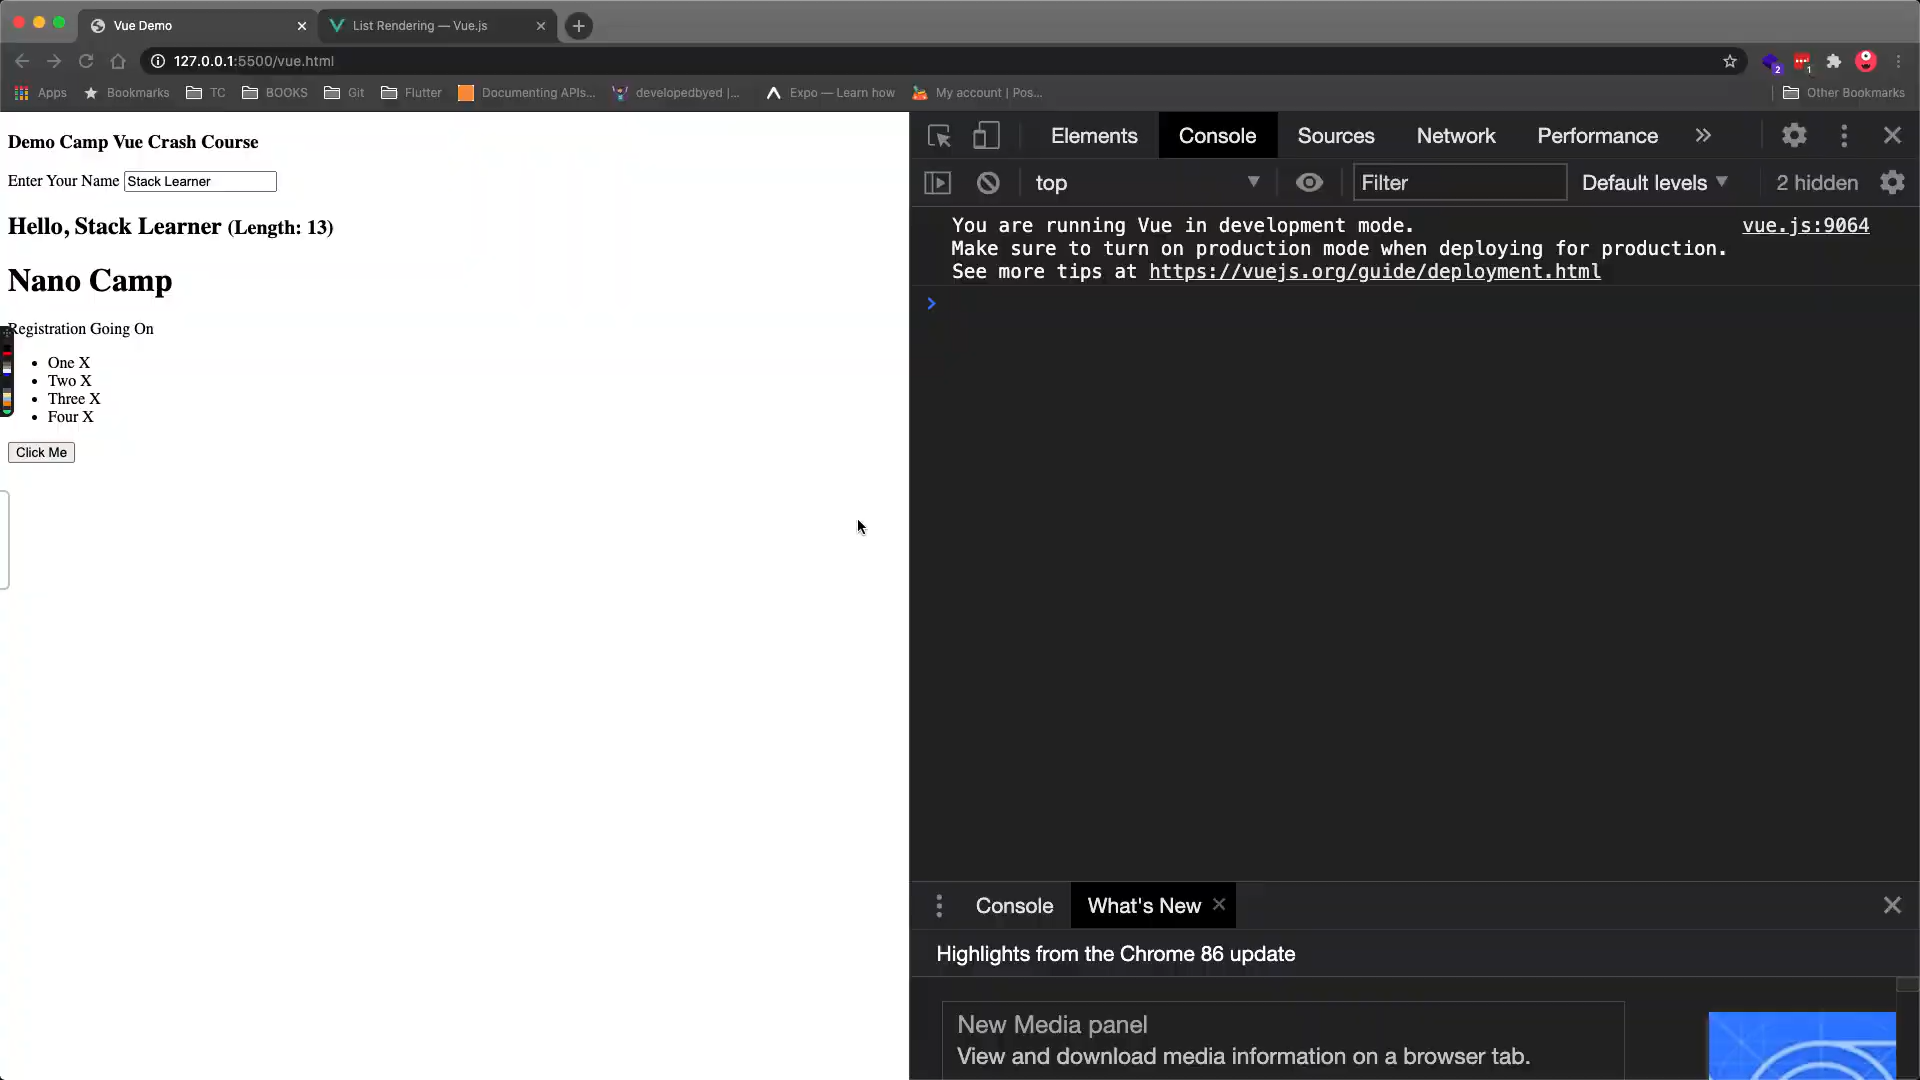 Vue Demo
List Rendering — Vue.js
127.0.0.1:5500/vue.html
2
1
Apps
Bookmarks
TC
BOOKS
Git
Flutter
Documenting APIs...
developedbyed |...
Expo — Learn how
My account | Pos...
Other Bookmarks
Demo Camp Vue Crash Course
Enter Your Name Stack Learner
Hello, Stack Learner (Length: 13)
Nano Camp
Registration Going On
• One X
• Two X
• Three X
• Four X
Click Me
Elements Console Sources Network Performance »
top Filter Default levels 2 hidden
You are running Vue in development mode. vue.js:9064
Make sure to turn on production mode when deploying for production.
See more tips at https://vuejs.org/guide/deployment.html
Console What's New
Highlights from the Chrome 86 update
New Media panel
View and download media information on a browser tab.